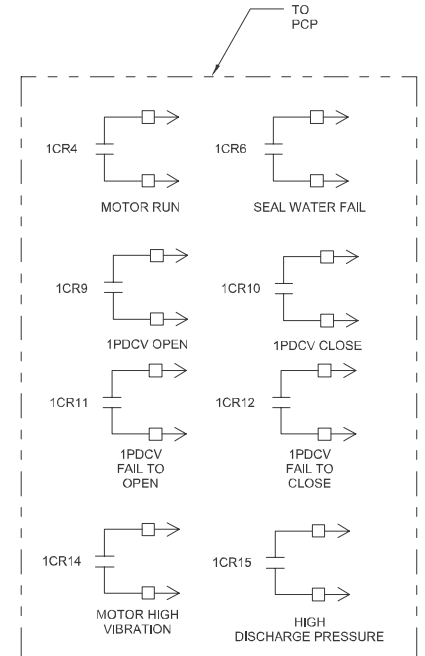 TO
PCP
1CR4
1CR6
MOTOR RUN
SEAL WATER FAIL
1CR9
1CR10
1PDCV OPEN
1PDCV CLOSE
1CR11
1CR12
1PDCV
FAIL TO
OPEN
1PDCV
FAIL TO
CLOSE
1CR14
1CR15
MOTOR HIGH
VIBRATION
HIGH
DISCHARGE PRESSURE